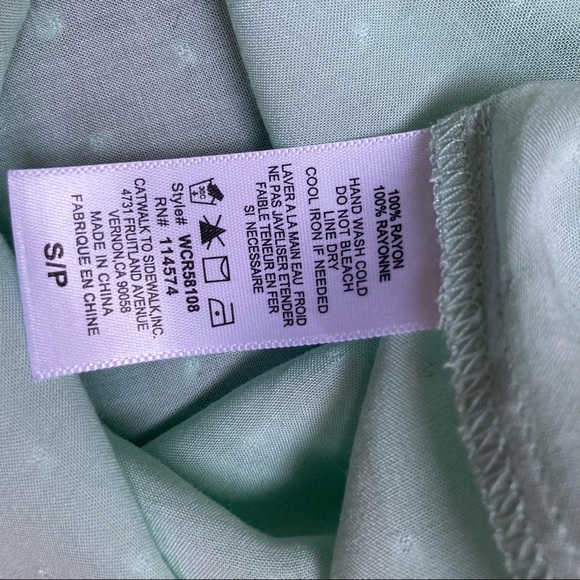 100% RAYON
100% RAYONNE
HAND WASH COLD
DO NOT BLEACH
LINE DRY
COOL IRON IF NEEDED
LAVER A LA MAIN EAU FROID
NE PAS JAVELISER ETENDER
FAIBLE TENEUR EN FER
SI NECESSAIRE
30C
Style# WCR58108
RN# 114574
CATWALK TO SIDEWALK,INC.
4731 FRUITLAND AVENUE
VERNON,CA 90058
MADE IN CHINA
FABRIQUE EN CHINE
S/P